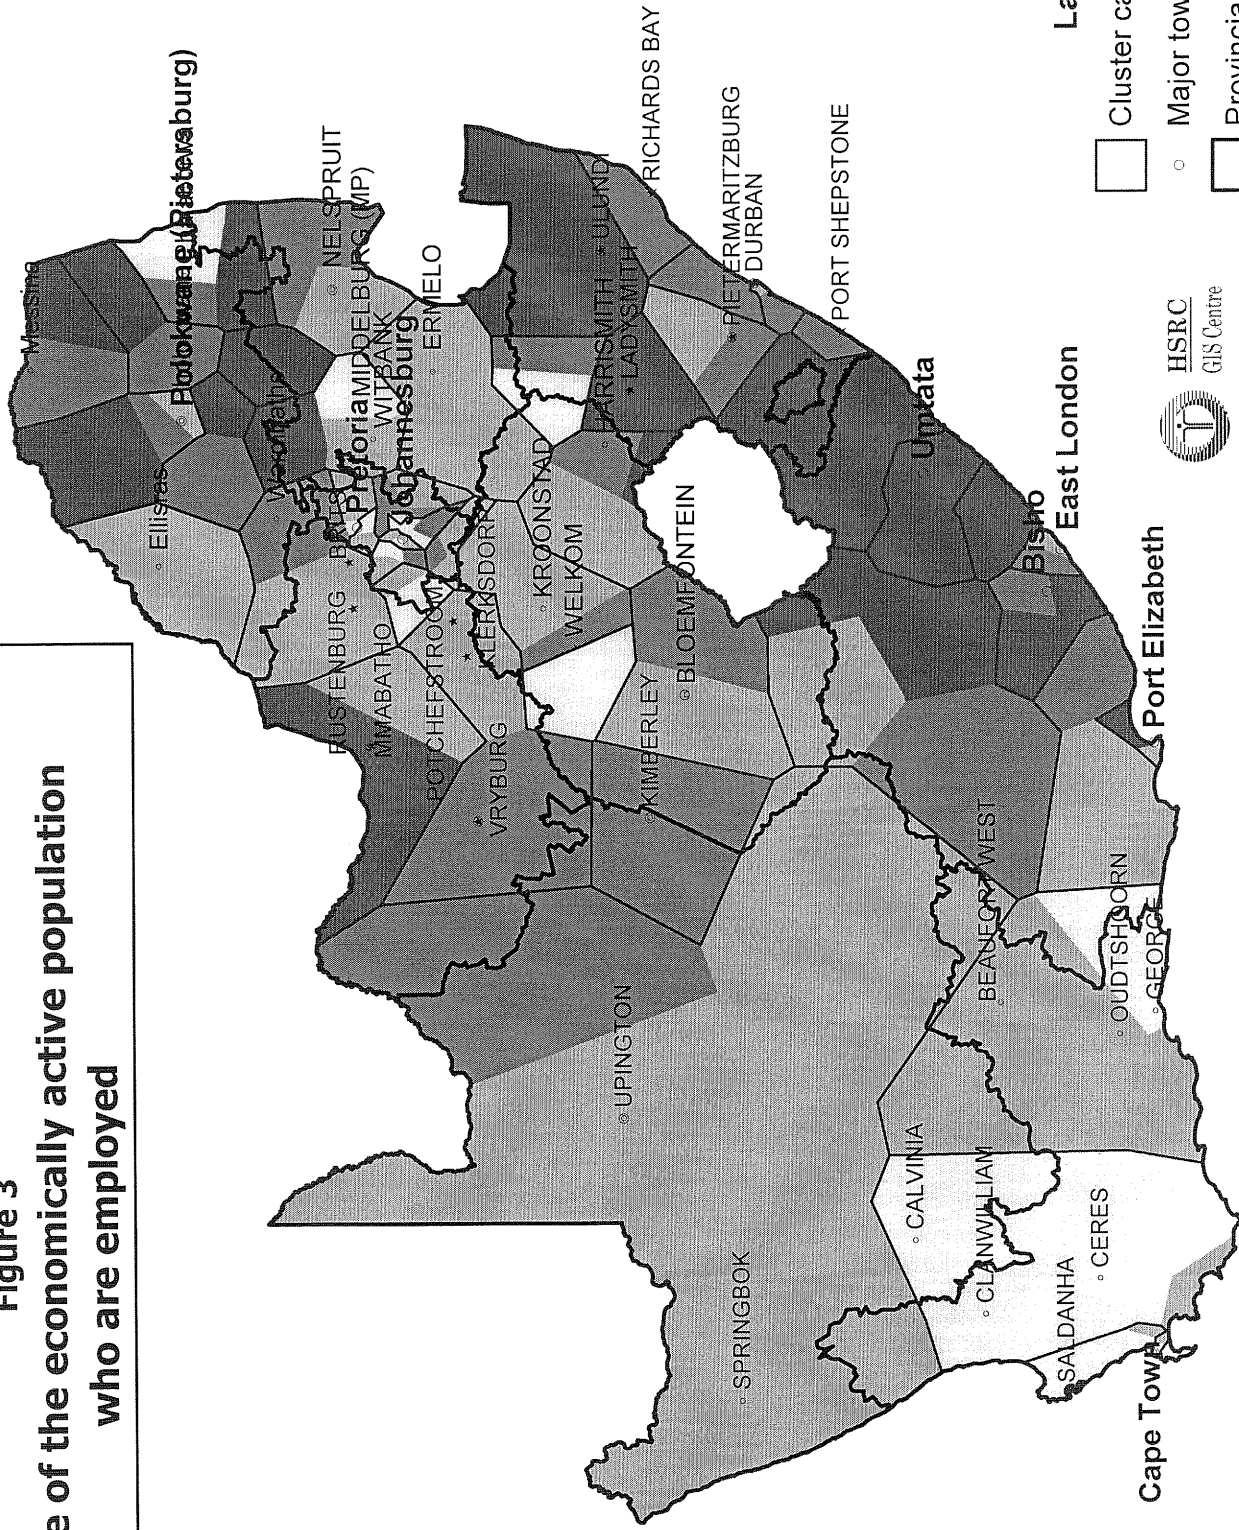 Figure 3
e of the economically active population
who are employed
Messina
NELSPRUIT
MIDDELBURG (MP)
WITBANK
ERMELO
Pretoria
Johannesburg
Ellisras
BRITS
RUSTENBURG
MMABATHO
POTCHEFSTROOM
KLERKSDORP
VRYBURG
KROONSTAD
WELKOM
HARRISMITH
LADYSMITH
ULUNDI
RICHARDS BAY
PIETERMARITZBURG
DURBAN
PORT SHEPSTONE
BLOEMFONTEIN
KIMBERLEY
UPINGTON
SPRINGBOK
CALVINIA
CLANWILLIAM
CERES
SALDANHA
Cape Town
BEAUFORT WEST
OUDTSHOORN
GEORGE
Port Elizabeth
East London
Bisho
Umtata
HSRC
GIS Centre
La
Cluster ca
Major tow
Provincia